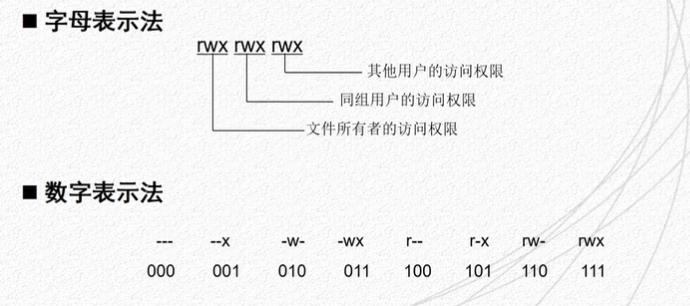 ■ 字母表示法
rwx rwx rwx
其他用户的访问权限
同组用户的访问权限
文件所有者的访问权限
■ 数字表示法
--- --x -w- -wx r-- r-x rw- rwx
000 001 010 011 100 101 110 111